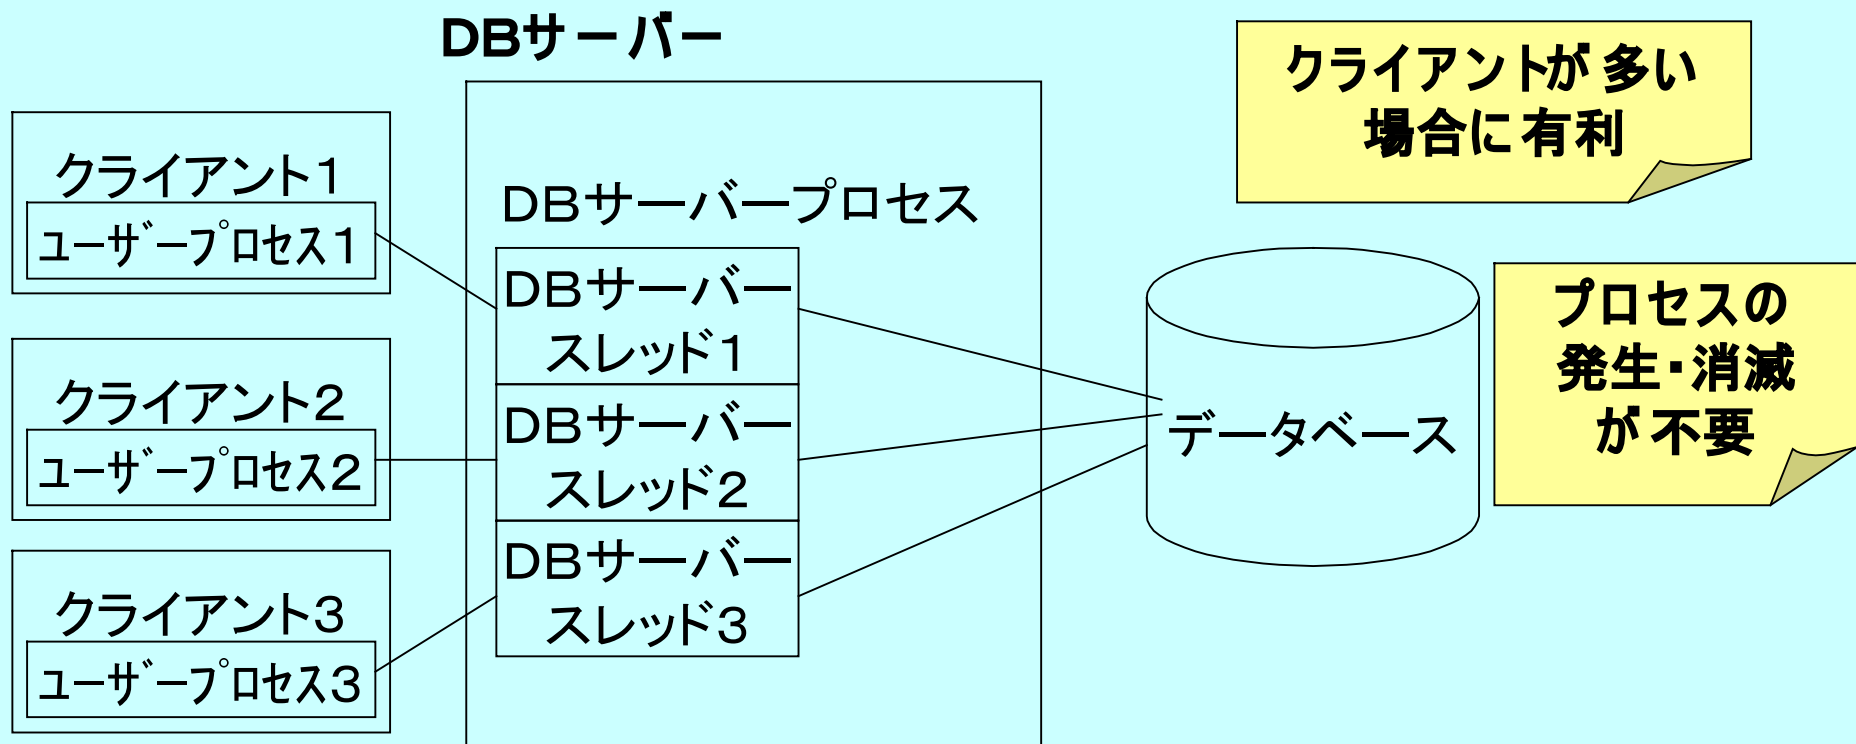 DBサーバー
クライアントが多い
場合に有利
クライアント1
ユーザープロセス1
DBサーバープロセス
DBサーバー
スレッド1
クライアント2
ユーザープロセス2
DBサーバー
スレッド2
クライアント3
ユーザープロセス3
DBサーバー
スレッド3
データベース
プロセスの
発生・消滅
が不要